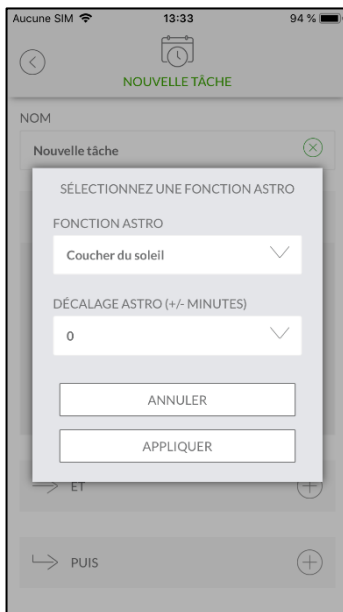 Aucune SIM 13:33 94 %
NOUVELLE TÂCHE
NOM
Nouvelle tâche
SÉLECTIONNEZ UNE FONCTION ASTRO
FONCTION ASTRO
Coucher du soleil
DÉCALAGE ASTRO (+/- MINUTES)
0
ANNULER
APPLIQUER
ET
PUIS